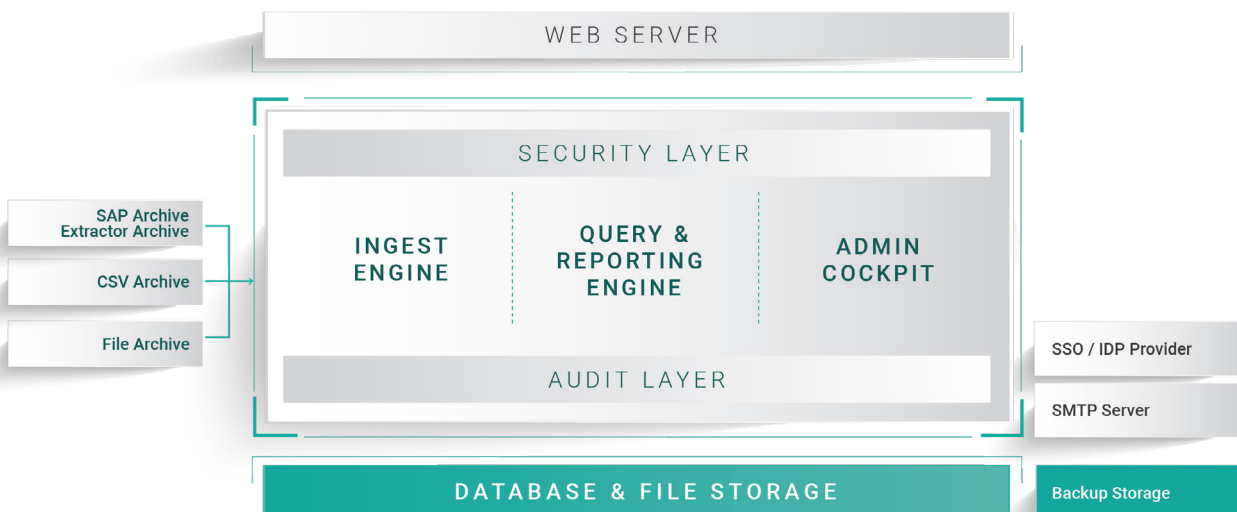 WEB SERVER
SECURITY LAYER
SAP Archive
Extractor Archive
CSV Archive
File Archive
INGEST
ENGINE
QUERY &
REPORTING
ENGINE
ADMIN
COCKPIT
AUDIT LAYER
SSO / IDP Provider
SMTP Server
DATABASE & FILE STORAGE
Backup Storage